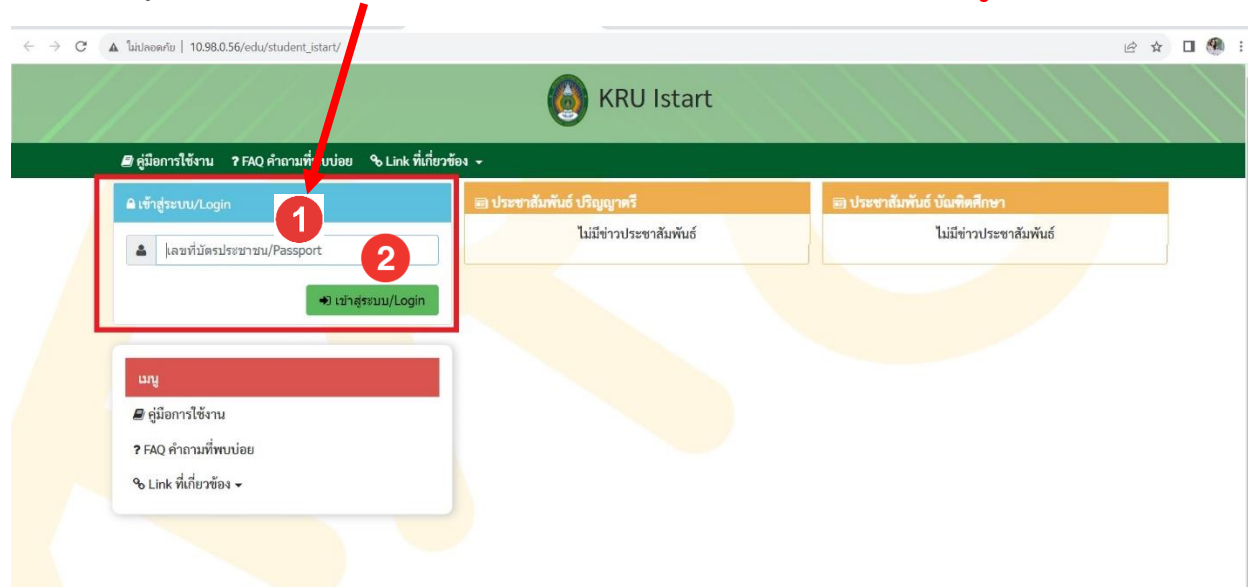 ไม่ปลอดภัย | 10.98.0.56/edu/student_istart/
KRU Istart
คู่มือการใช้งาน ? FAQ คำถามที่พบบ่อย Link ที่เกี่ยวข้อง
เข้าสู่ระบบ/Login
1
เลขที่บัตรประชาชน/Passport
2
เข้าสู่ระบบ/Login
ประชาสัมพันธ์ ปริญญาตรี
ไม่มีข่าวประชาสัมพันธ์
ประชาสัมพันธ์ บัณฑิตศึกษา
ไม่มีข่าวประชาสัมพันธ์
เมนู
คู่มือการใช้งาน
? FAQ คำถามที่พบบ่อย
Link ที่เกี่ยวข้อง